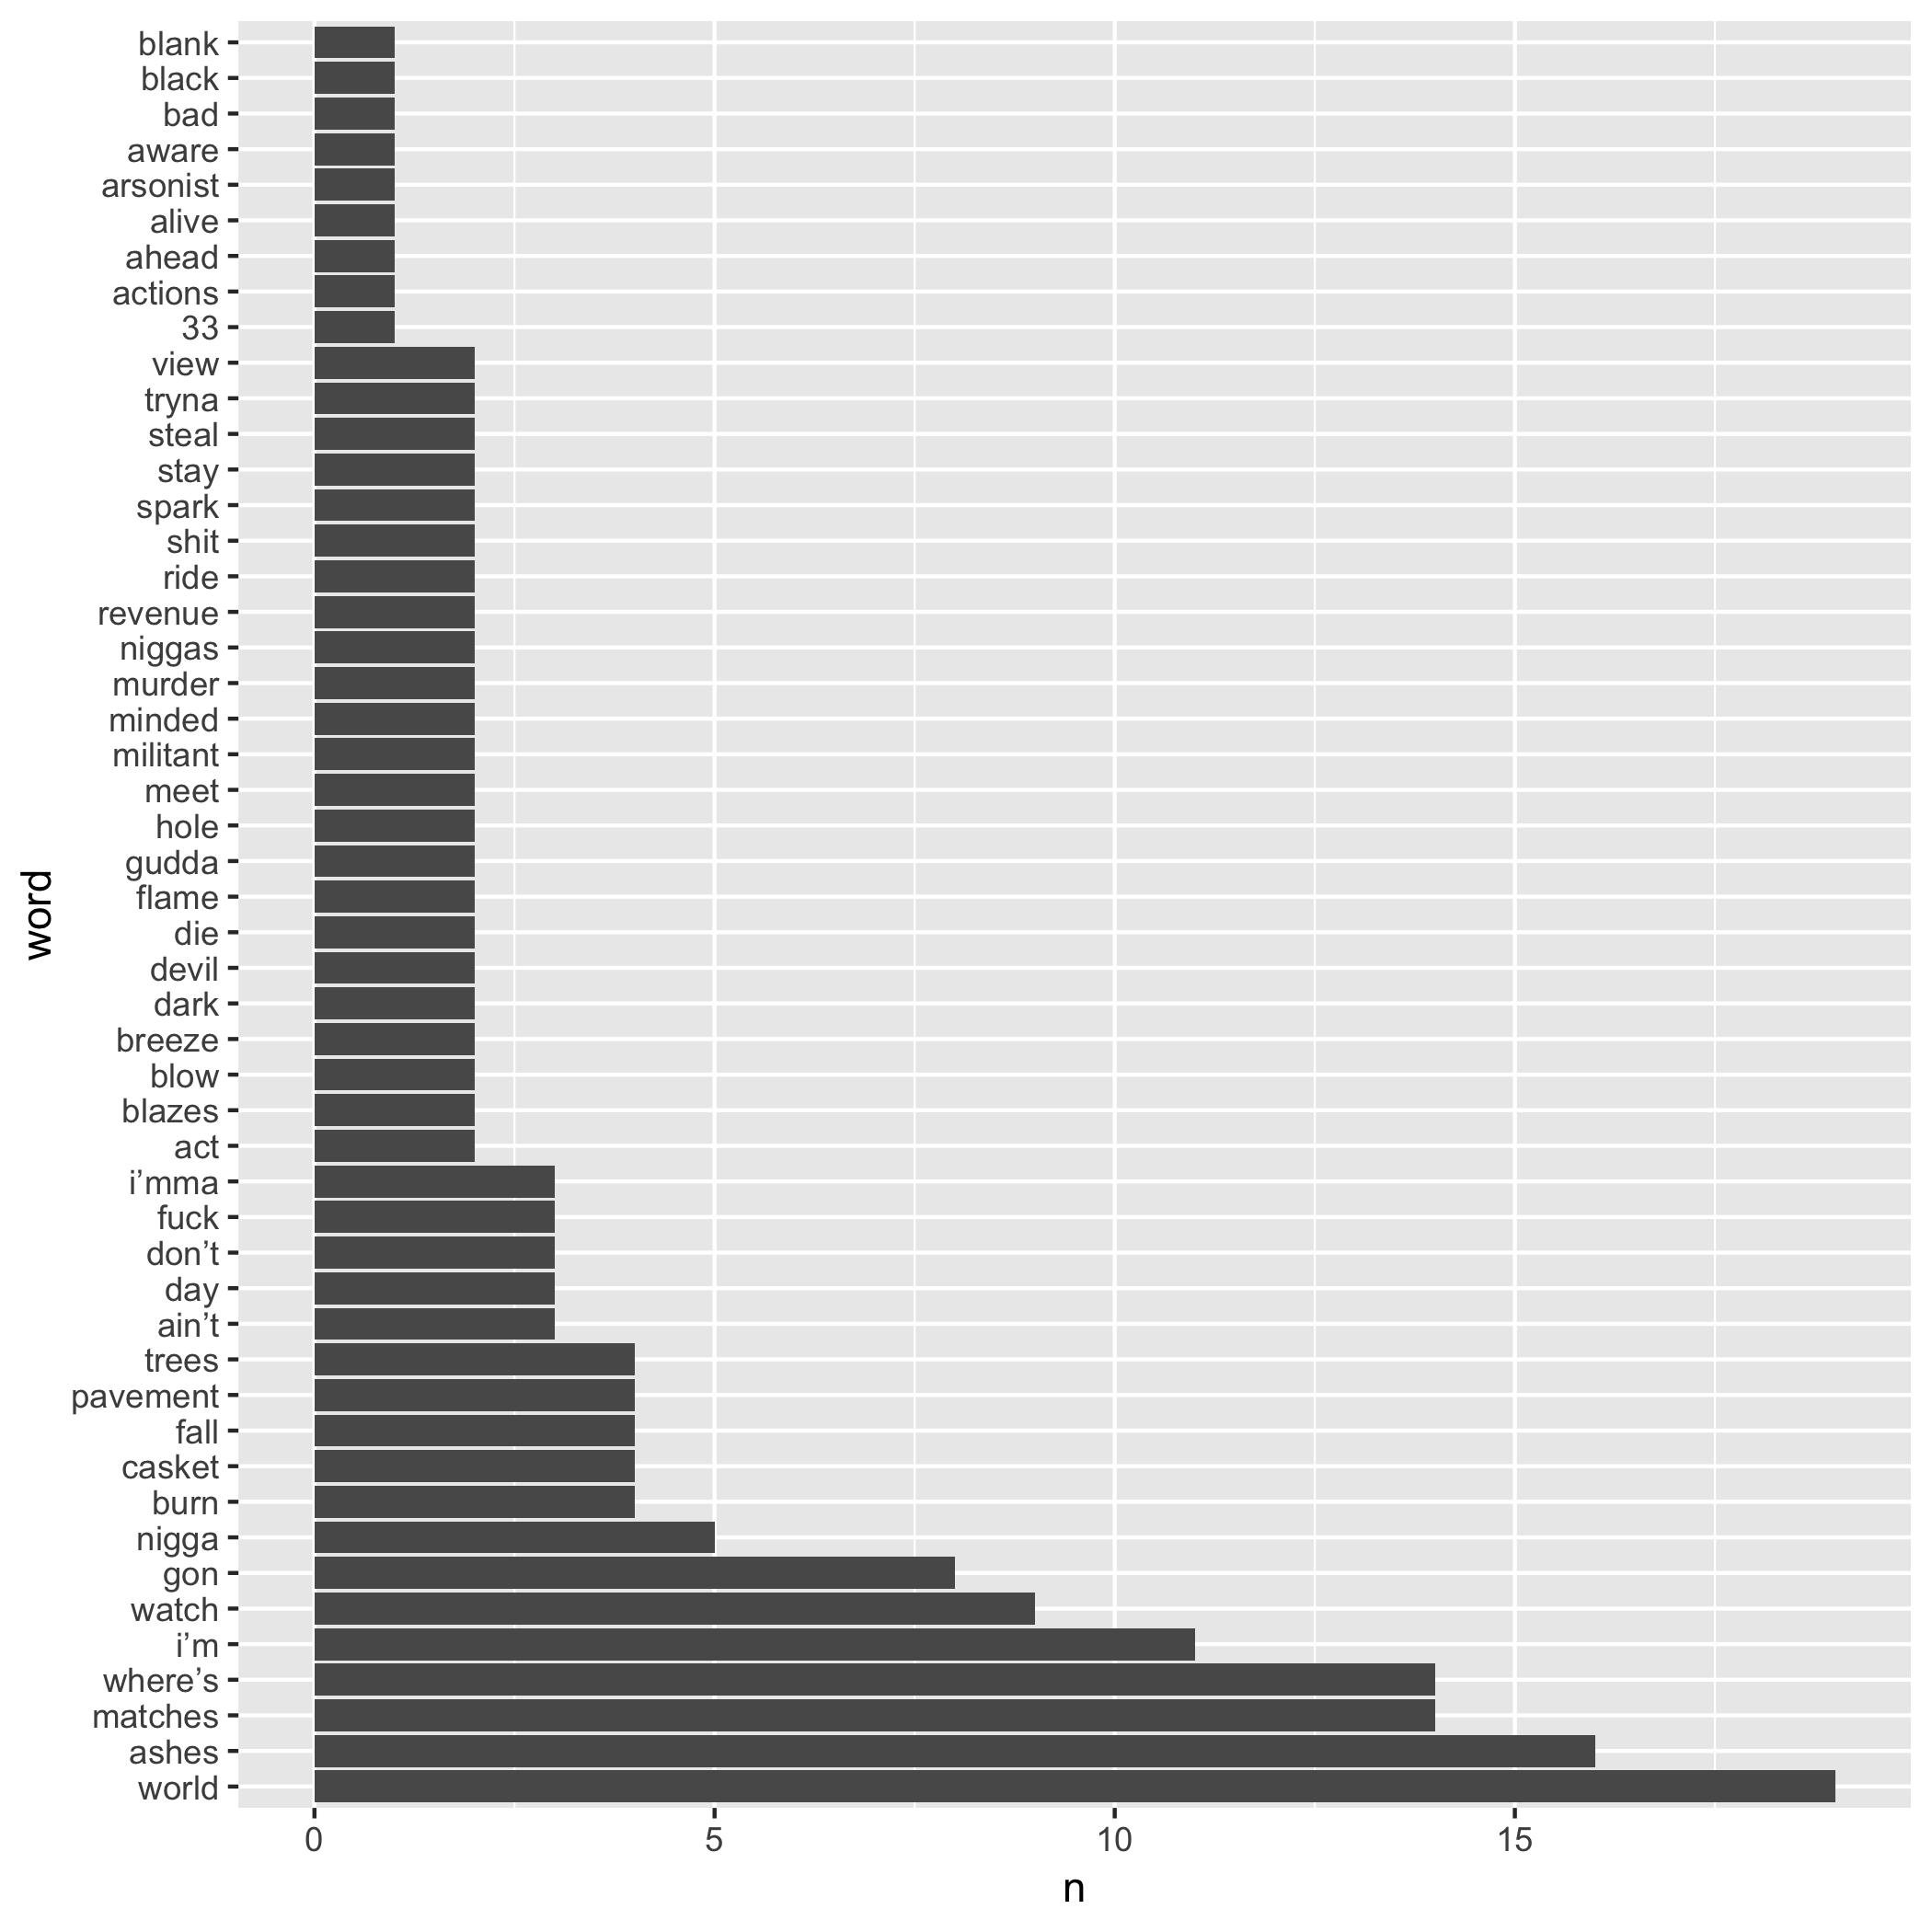 blank
black
bad
aware
arsonist
alive
ahead
actions
33
view
tryna
steal
stay
spark
shit
ride
revenue
niggas
murder
minded
militant
meet
hole
gudda
flame
die
devil
dark
breeze
blow
blazes
act
i’mma
fuck
don’t
day
ain’t
trees
pavement
fall
casket
burn
nigga
gon
watch
i’m
where’s
matches
ashes
world
word
0 5 10 15
n